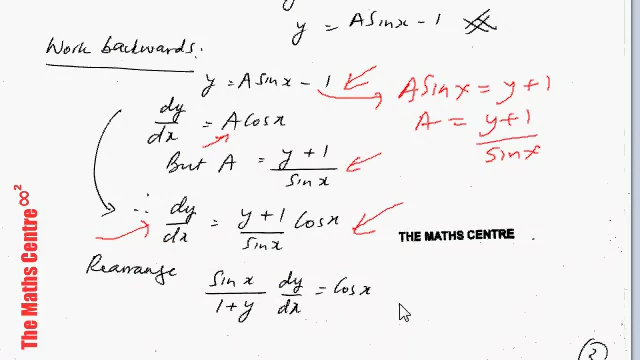 y = A sin x - 1
Work backwards.
y = A sin x - 1
A sin x = y + 1
dy/dx = A cos x
A = (y + 1)/sin x
But A = (y + 1)/sin x
∴ dy/dx = (y + 1)/sin x cos x
THE MATHS CENTRE
Rearrange
sin x/(1 + y) dy/dx = cos x
The Maths Centre ∞²